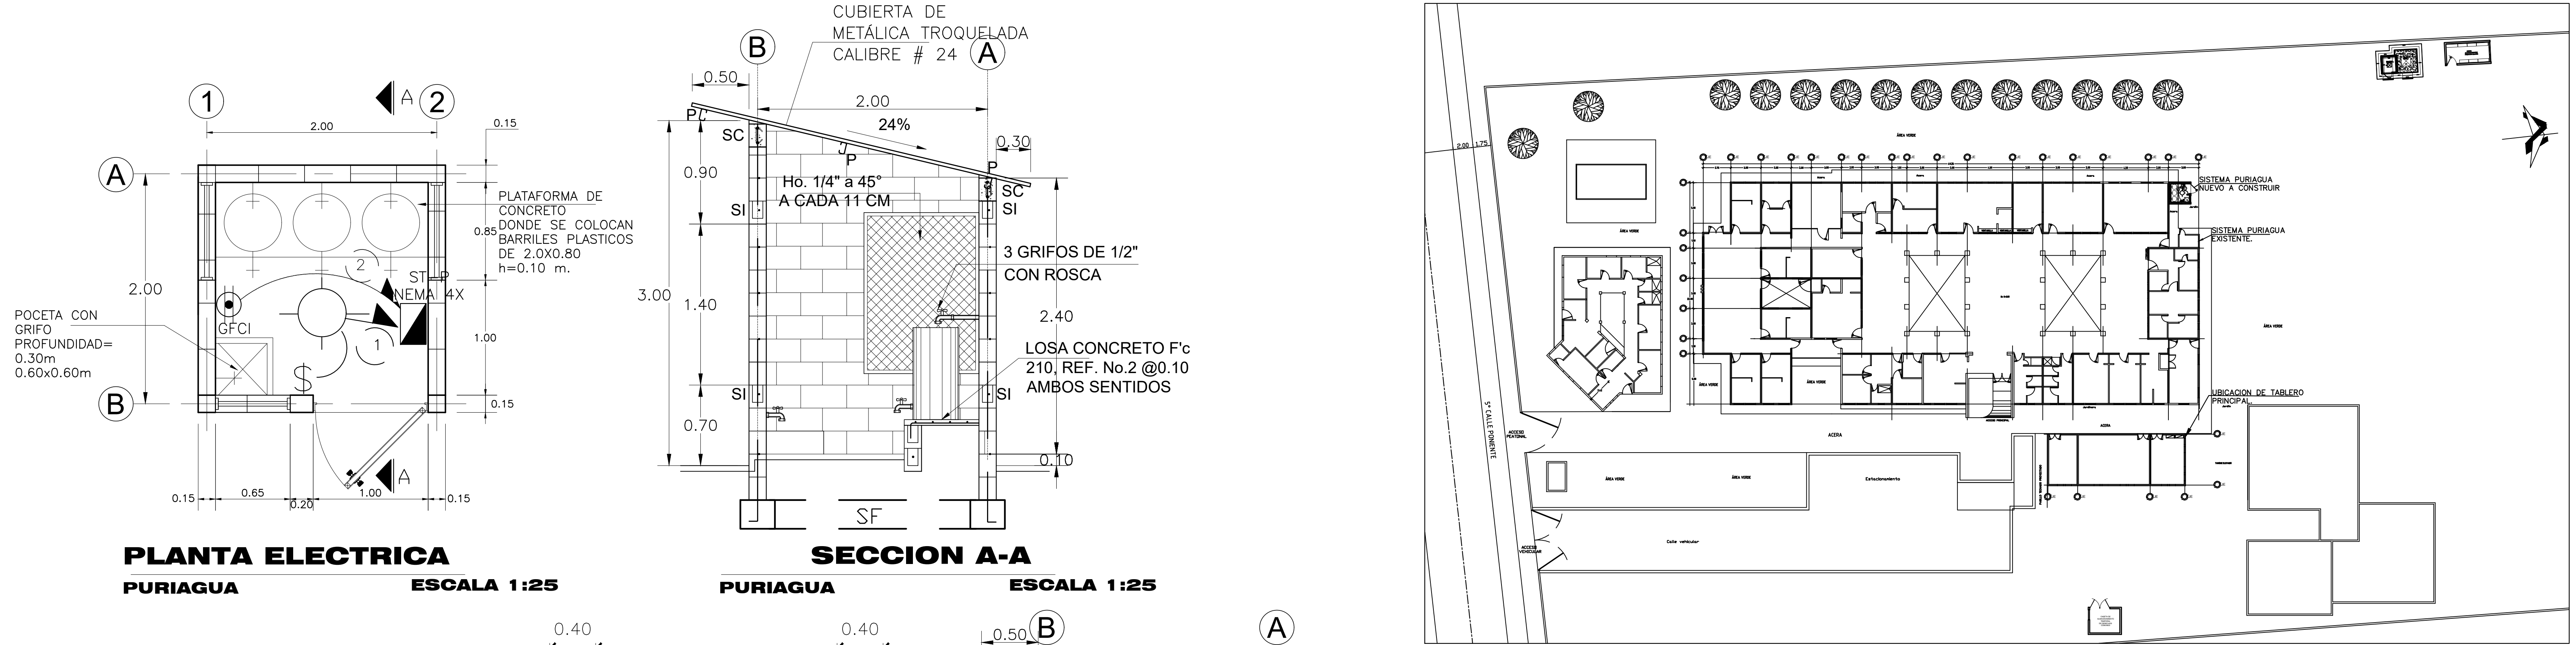 1
2
A
2.00
0.15
A
B
2.00
0.85
1.00
0.15
PLATAFORMA DE
CONCRETO
DONDE SE COLOCAN
BARRILES PLASTICOS
DE 2.0X0.80
h=0.10 m.
2
NEMA 4X
GFCI
1
S
POCETA CON
GRIFO
PROFUNDIDAD=
0.30m
0.60x0.60m
A
0.15
0.65
0.20
1.00
0.15
PLANTA ELECTRICA
PURIAGUA
ESCALA 1:25
CUBIERTA DE
METÁLICA TROQUELADA
CALIBRE # 24
B
A
0.50
2.00
24%
0.30
SC
P
P
SC
SI
SI
Ho. 1/4" a 45°
A CADA 11 CM
0.90
3.00
1.40
0.70
2.40
0.10
3 GRIFOS DE 1/2"
CON ROSCA
LOSA CONCRETO F'c
210, REF. No.2 @0.10
AMBOS SENTIDOS
SI
SI
SF
SECCION A-A
PURIAGUA
ESCALA 1:25
0.40
0.40
0.50
B
A
2.00
1.75
ÁREA VERDE
SISTEMA PURIAGUA
NUEVO A CONSTRUIR
SISTEMA PURIAGUA
EXISTENTE.
ÁREA VERDE
ÁREA VERDE
ÁREA VERDE
ÁREA VERDE
UBICACION DE TABLERO
PRINCIPAL.
5ª CALLE PONIENTE
ACCESO
PEATONAL
ACERA
ACERA
ACCESO PRINCIPAL
ÁREA VERDE
ÁREA VERDE
Estacionamiento
ACCESO
VEHICULAR
Calle vehicular